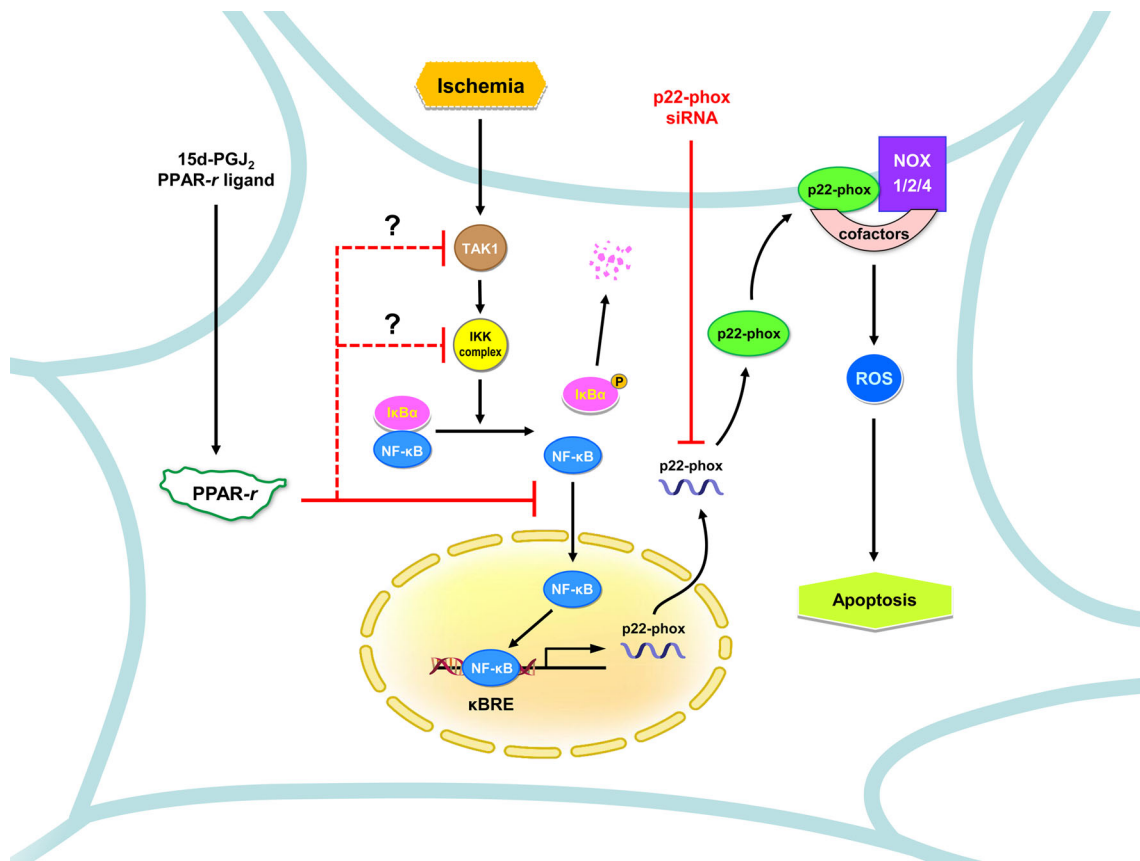 Ischemia
p22-phox
siRNA
15d-PGJ₂
PPAR-r ligand
NOX
1/2/4
p22-phox
cofactors
?
TAK1
?
IKK
complex
p22-phox
ROS
P
IκBα
IκBα
NF-κB
NF-κB
p22-phox
PPAR-r
NF-κB
Apoptosis
p22-phox
NF-κB
κBRE